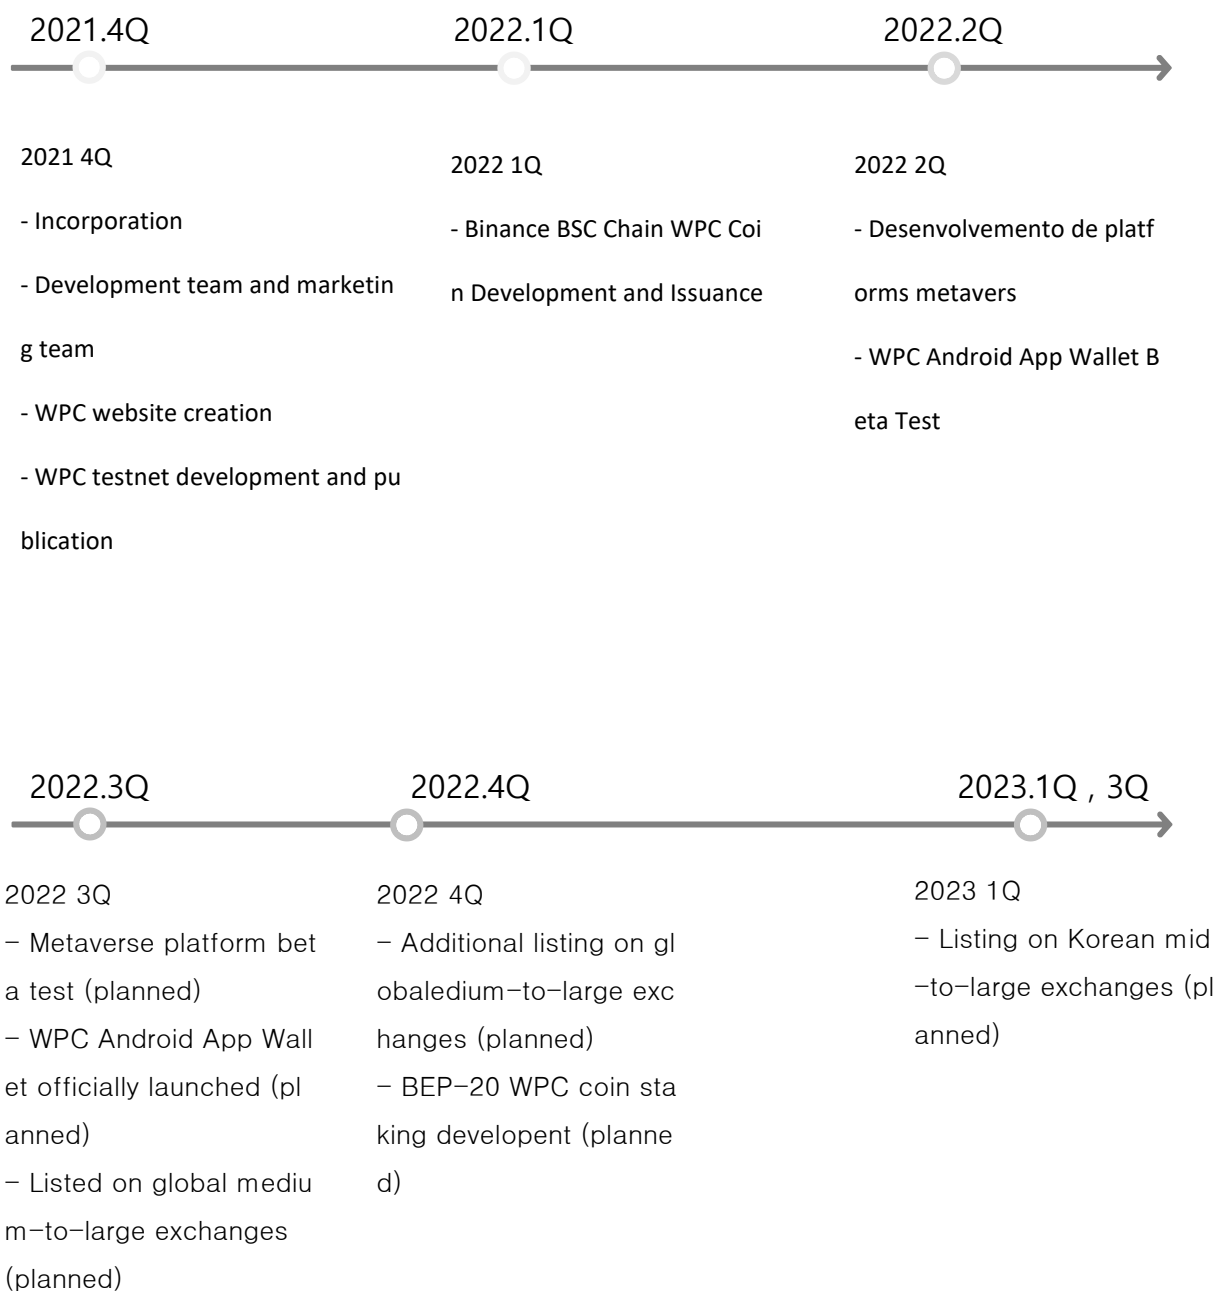 2021.4Q
2022.1Q
2022.2Q
2021 4Q
- Incorporation
- Development team and marketin
g team
- WPC website creation
- WPC testnet development and pu
blication
2022 1Q
- Binance BSC Chain WPC Coi
n Development and Issuance
2022 2Q
- Desenvolvemento de platf
orms metavers
- WPC Android App Wallet B
eta Test
2022.3Q
2022.4Q
2023.1Q , 3Q
2022 3Q
- Metaverse platform bet
a test (planned)
- WPC Android App Wall
et officially launched (pl
anned)
- Listed on global mediu
m-to-large exchanges
(planned)
2022 4Q
- Additional listing on gl
obaledium-to-large exc
hanges (planned)
- BEP-20 WPC coin sta
king developent (planne
d)
2023 1Q
- Listing on Korean mid
-to-large exchanges (pl
anned)